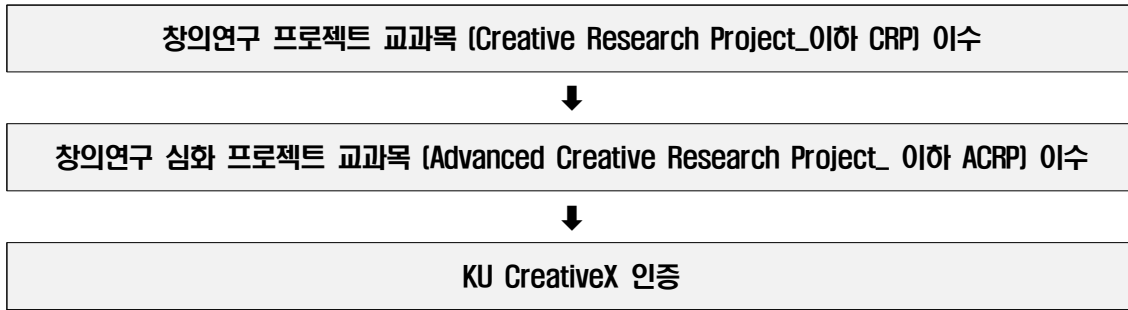 창의연구 프로젝트 교과목 (Creative Research Project_이하 CRP) 이수
⬇
창의연구 심화 프로젝트 교과목 (Advanced Creative Research Project_ 이하 ACRP) 이수
⬇
KU CreativeX 인증